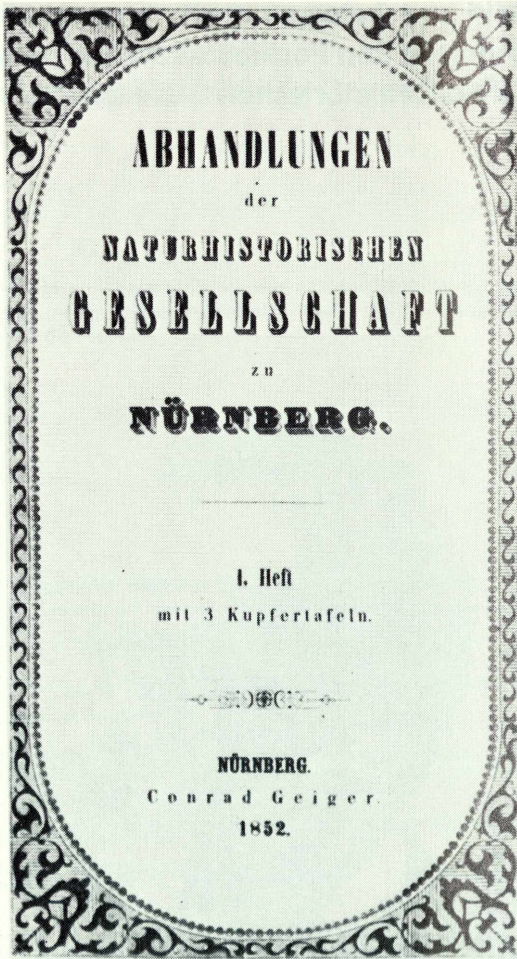 ABHANDLUNGEN
der
NATURHISTORISCHEN
GESELLSCHAFT
zu
NÜRNBERG.
I. Heft
mit 3 Kupfertafeln.
NÜRNBERG.
Conrad Geiger.
1852.